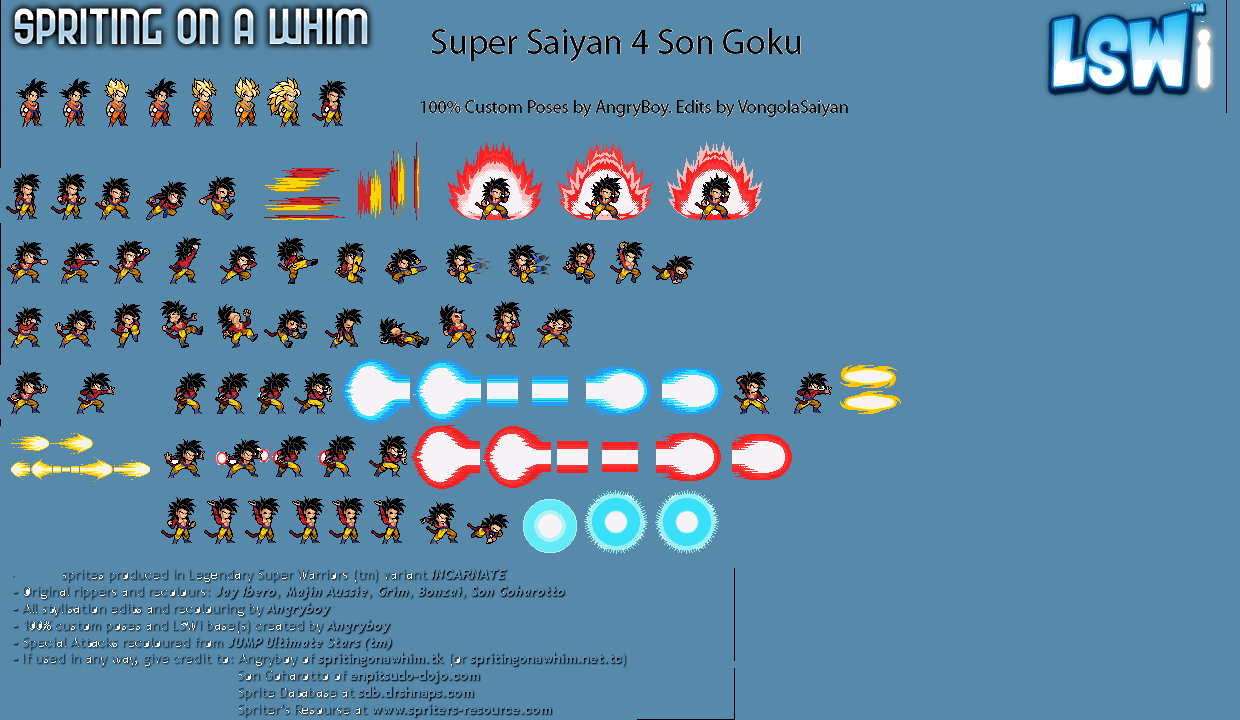 SPRITING ON A WHIM
LSWi™
Super Saiyan 4 Son Goku
100% Custom Poses by AngryBoy. Edits by VongolaSaiyan
sprites produced in Legendary Super Warriors (tm) variant INCARNATE
- Original rippers and recolours: Jay Ibero, Majin Aussie, Grim, Bonzai, Son Goharotto
- All stylisation edits and recolouring by Angryboy
- 100% custom poses and LSWi base(s) created by Angryboy
- Special Attacks recoloured from JUMP Ultimate Stars (tm)
- If used in any way, give credit to: Angryboy of spritingonawhim.tk (or spritingonawhim.net.tc)
Son Goharotto of enpitsudo-dojo.com
Sprite Database at sdb.drshnaps.com
Spriter's Resourse at www.spriters-resource.com